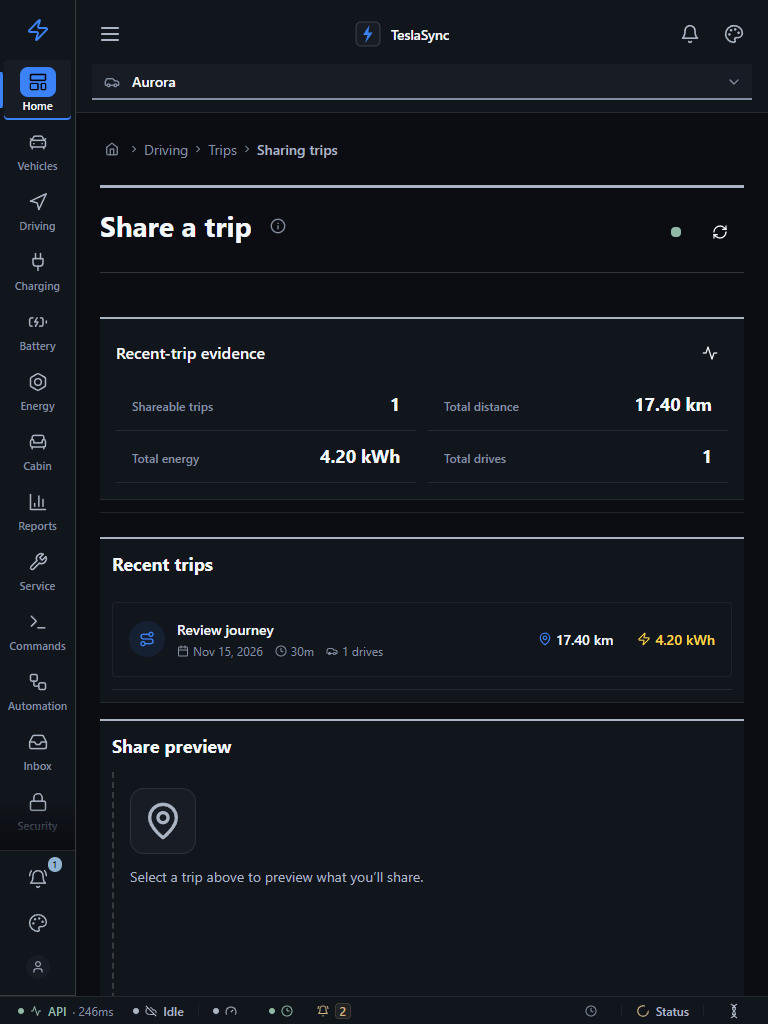 TeslaSync
Aurora
Home
Vehicles
Driving
Charging
Battery
Energy
Cabin
Reports
Service
Commands
Automation
Inbox
Security
1
Driving Trips Sharing trips
Share a trip
Recent-trip evidence
Shareable trips 1
Total distance 17.40 km
Total energy 4.20 kWh
Total drives 1
Recent trips
Review journey
Nov 15, 2026 30m 1 drives
17.40 km 4.20 kWh
Share preview
Select a trip above to preview what you’ll share.
API · 246ms Idle 2 Status